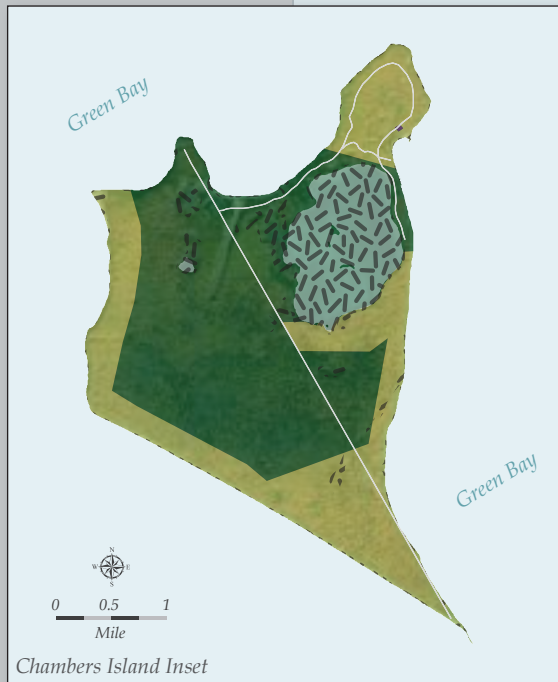 Green Bay
Green Bay
N
W E
S
0 0.5 1
Mile
Chambers Island Inset